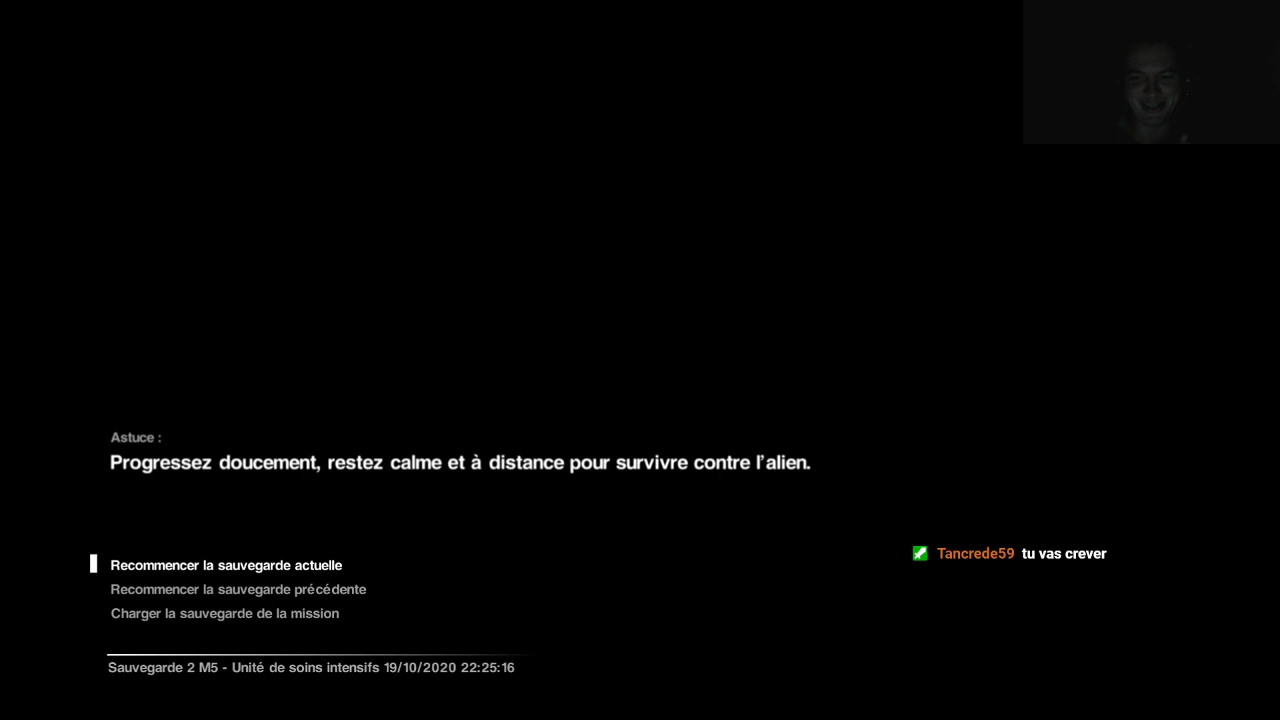 Astuce :
Progressez doucement, restez calme et à distance pour survivre contre l'alien.
Tancrede59 tu vas crever
Recommencer la sauvegarde actuelle
Recommencer la sauvegarde précédente
Charger la sauvegarde de la mission
Sauvegarde 2 M5 - Unité de soins intensifs 19/10/2020 22:25:16